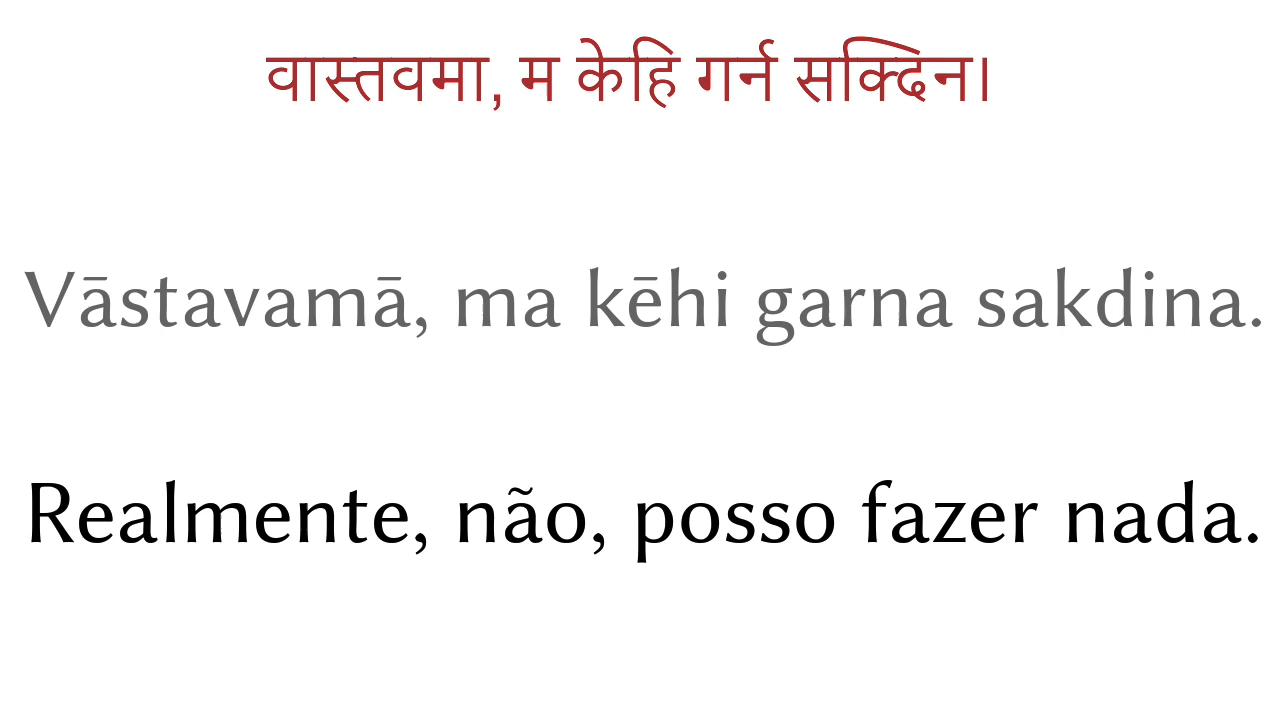 वास्तवमा, म केहि गर्न सक्दिन।
Vāstavamā, ma kēhi garna sakdina.
Realmente, não, posso fazer nada.